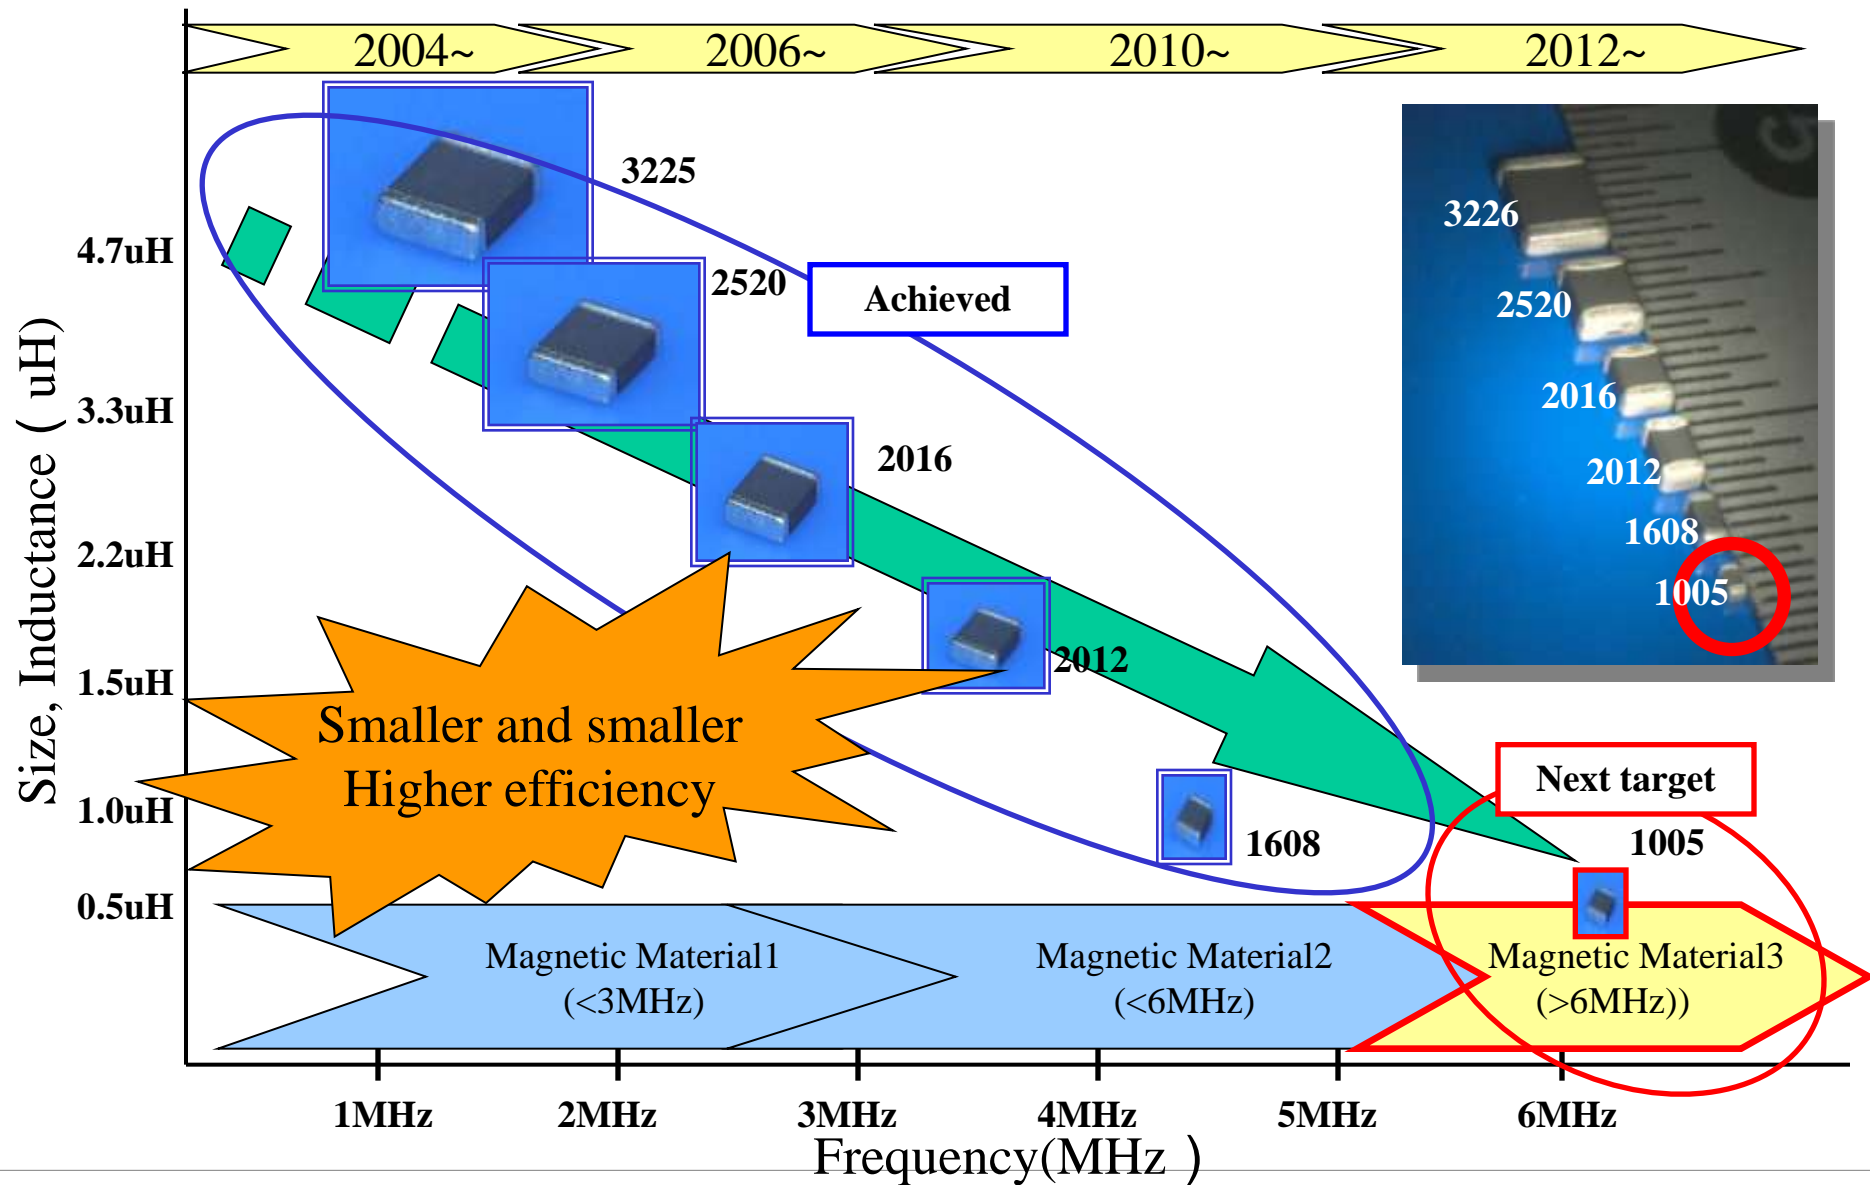 2004~
2006~
2010~
2012~
3225
2520
2016
2012
1608
1005
Achieved
Next target
3226
2520
2016
2012
1608
1005
Size, Inductance ( uH)
4.7uH
3.3uH
2.2uH
1.5uH
1.0uH
0.5uH
Smaller and smaller
Higher efficiency
Magnetic Material1
(<3MHz)
Magnetic Material2
(<6MHz)
Magnetic Material3
(>6MHz))
1MHz
2MHz
3MHz
4MHz
5MHz
6MHz
Frequency(MHz )